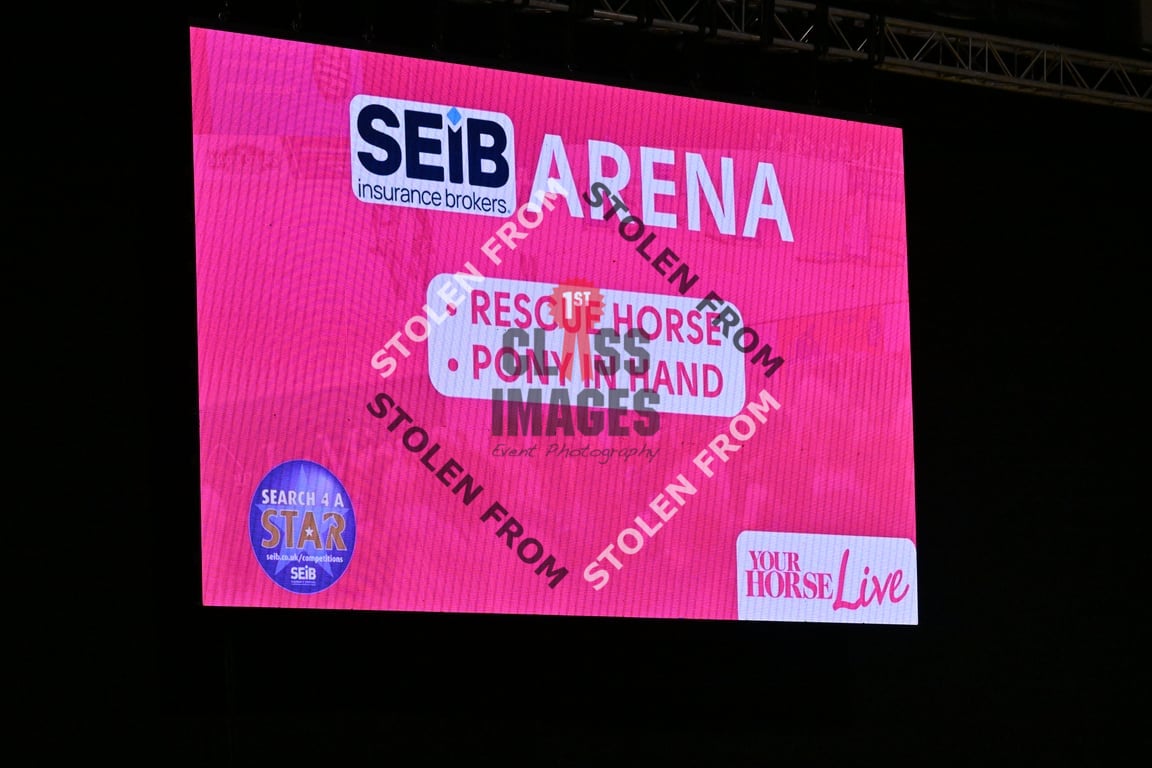 SEiB
insurance brokers.
ARENA
• RESCUE HORSE
• PONY IN HAND
STOLEN FROM
STOLEN FROM
STOLEN FROM
STOLEN FROM
1ST
CLASS
IMAGES
Event Photography
SEARCH 4 A
STAR
seib.co.uk/competitions
SEiB
YOUR
HORSE Live